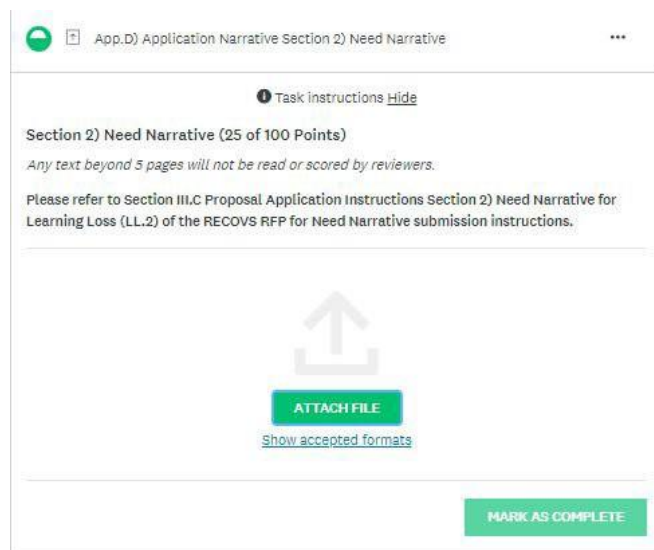 App.D) Application Narrative Section 2) Need Narrative
Task instructions Hide
Section 2) Need Narrative (25 of 100 Points)
Any text beyond 5 pages will not be read or scored by reviewers.
Please refer to Section III.C Proposal Application Instructions Section 2) Need Narrative for
Learning Loss (LL.2) of the RECOVS RFP for Need Narrative submission instructions.
ATTACH FILE
Show accepted formats
MARK AS COMPLETE